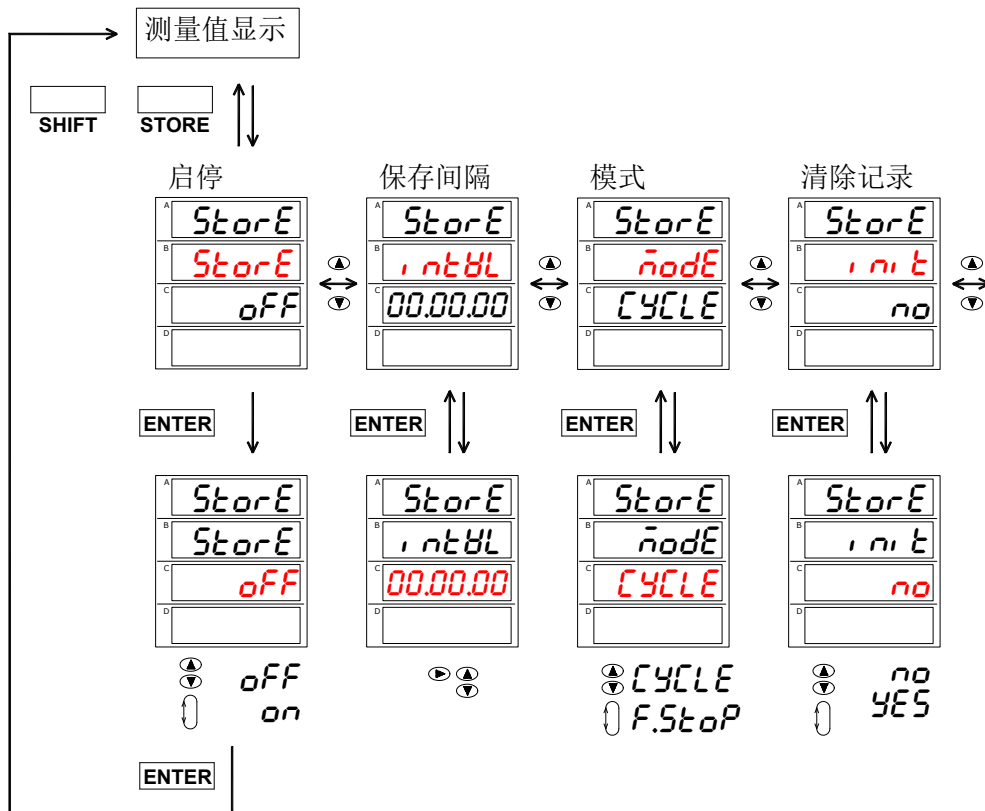 测量值显示
SHIFT STORE
启停 保存间隔 模式 清除记录
A StorE A StorE A StorE A StorE
B StorE B intVAL B modE B init
C oFF C 00.00.00 C CYCLE C no
D D D D
ENTER ENTER ENTER ENTER
A StorE A StorE A StorE A StorE
B StorE B intVAL B modE B init
C oFF C 00.00.00 C CYCLE C no
D D D D
oFF CYCLE no
on F.StoP YES
ENTER